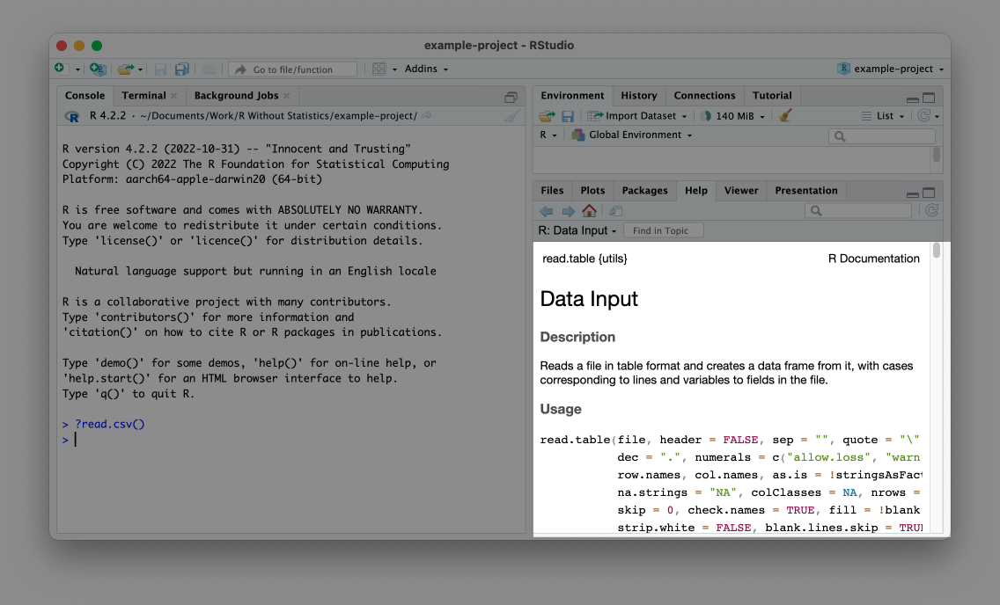 example-project - RStudio
Go to file/function
Addins
example-project
Console Terminal Background Jobs
R 4.2.2 · ~/Documents/Work/R Without Statistics/example-project/
R version 4.2.2 (2022-10-31) -- "Innocent and Trusting"
Copyright (C) 2022 The R Foundation for Statistical Computing
Platform: aarch64-apple-darwin20 (64-bit)
R is free software and comes with ABSOLUTELY NO WARRANTY.
You are welcome to redistribute it under certain conditions.
Type 'license()' or 'licence()' for distribution details.
Natural language support but running in an English locale
R is a collaborative project with many contributors.
Type 'contributors()' for more information and
'citation()' on how to cite R or R packages in publications.
Type 'demo()' for some demos, 'help()' for on-line help, or
'help.start()' for an HTML browser interface to help.
Type 'q()' to quit R.
> ?read.csv()
>
Environment History Connections Tutorial
Import Dataset 140 MiB List
R Global Environment
Files Plots Packages Help Viewer Presentation
R: Data Input Find in Topic
read.table {utils} R Documentation
Data Input
Description
Reads a file in table format and creates a data frame from it, with cases
corresponding to lines and variables to fields in the file.
Usage
read.table(file, header = FALSE, sep = "", quote = "\"
dec = ".", numerals = c("allow.loss", "warn
row.names, col.names, as.is = !stringsAsFact
na.strings = "NA", colClasses = NA, nrows =
skip = 0, check.names = TRUE, fill = !blank
strip.white = FALSE, blank.lines.skip = TRUE